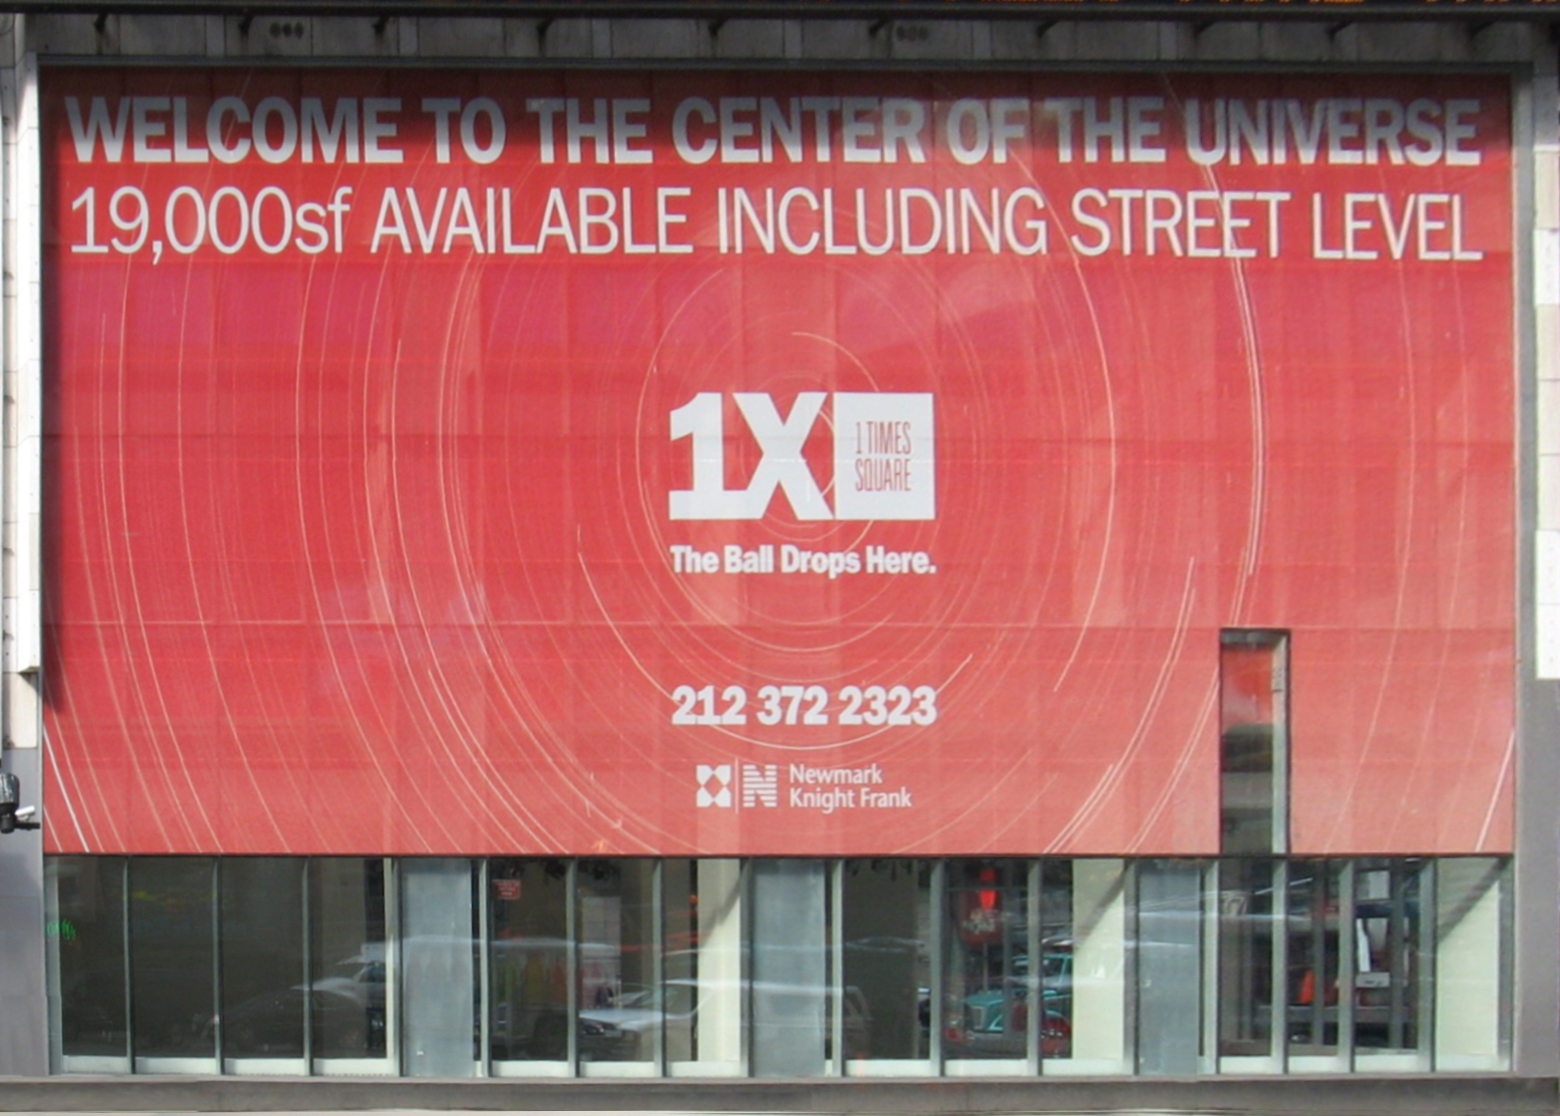 WELCOME TO THE CENTER OF THE UNIVERSE
19,000sf AVAILABLE INCLUDING STREET LEVEL
1X
1 TIMES
SQUARE
The Ball Drops Here.
212 372 2323
N
Newmark
Knight Frank